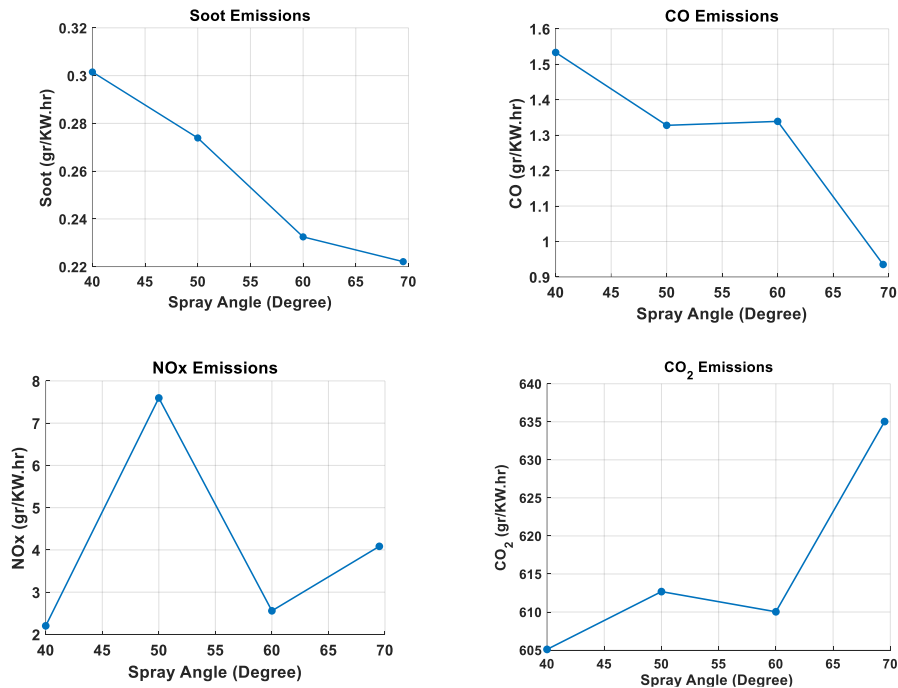 Soot Emissions
0.32
0.3
0.28
0.26
0.24
0.22
Soot (gr/KW.hr)
40 45 50 55 60 65 70
Spray Angle (Degree)
CO Emissions
1.6
1.5
1.4
1.3
1.2
1.1
1
0.9
CO (gr/KW.hr)
40 45 50 55 60 65 70
Spray Angle (Degree)
NOx Emissions
8
7
6
5
4
3
2
NOx (gr/KW.hr)
40 45 50 55 60 65 70
Spray Angle (Degree)
CO2 Emissions
640
635
630
625
620
615
610
605
CO2 (gr/KW.hr)
40 45 50 55 60 65 70
Spray Angle (Degree)